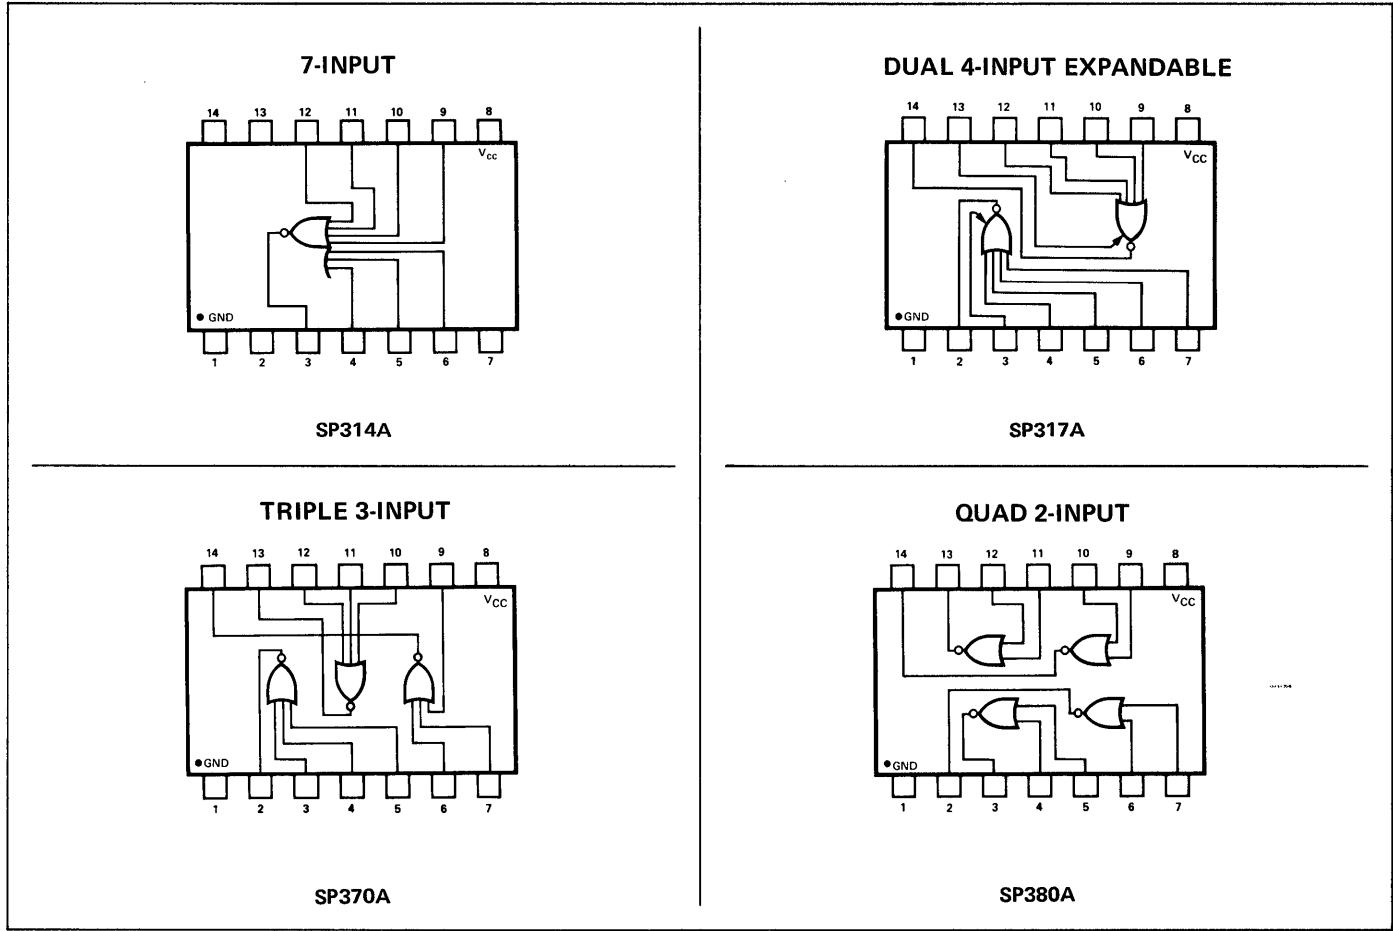 7-INPUT
14 13 12 11 10 9 8
VCC
GND
1 2 3 4 5 6 7
SP314A
DUAL 4-INPUT EXPANDABLE
14 13 12 11 10 9 8
VCC
GND
1 2 3 4 5 6 7
SP317A
TRIPLE 3-INPUT
14 13 12 11 10 9 8
VCC
GND
1 2 3 4 5 6 7
SP370A
QUAD 2-INPUT
14 13 12 11 10 9 8
VCC
GND
1 2 3 4 5 6 7
SP380A